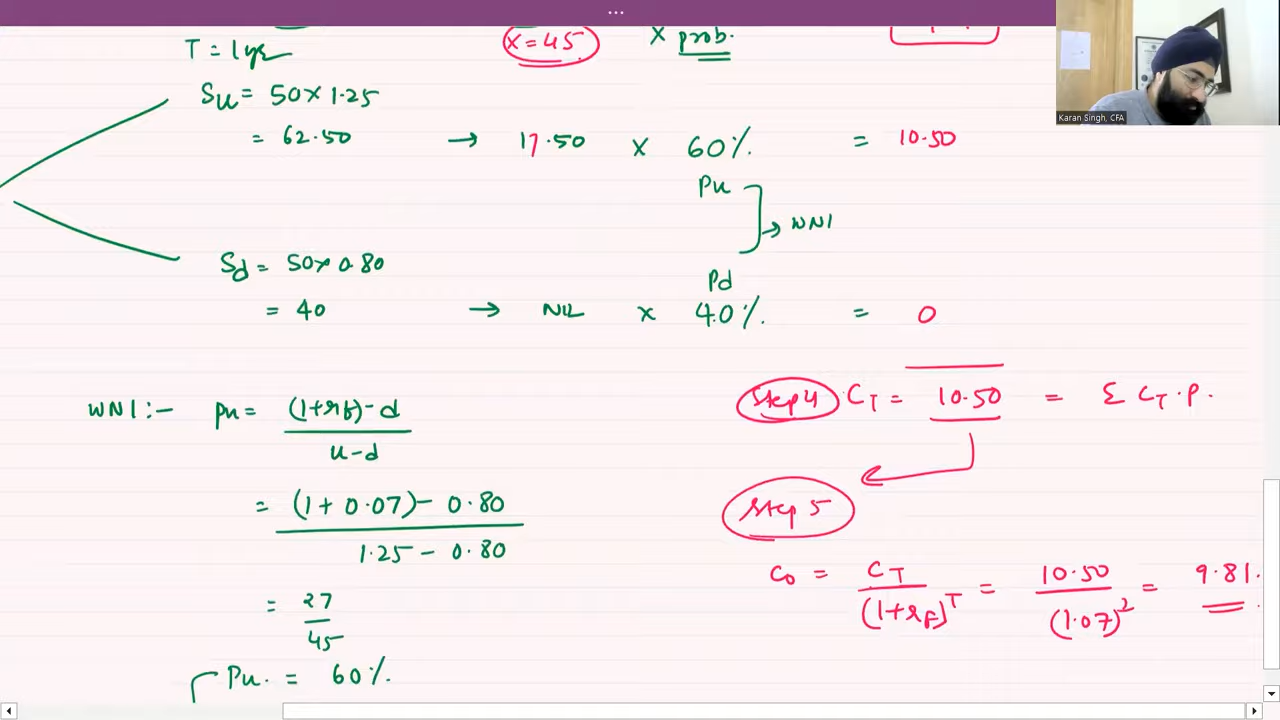 ...
T = 1 yr
X = 45
X prob.
Karan Singh, CFA
Su = 50 x 1.25
= 62.50 → 17.50 x 60% = 10.50
Pu
→ WN1
Sd = 50 x 0.80
Pd
= 40 → NIL x 40% = 0
WN1:- pu = (1+rf)-d / u-d
Step 4 CT = 10.50 = Σ CT . P.
= (1 + 0.07) - 0.80 / 1.25 - 0.80
Step 5
C0 = CT / (1+rF)^T = 10.50 / (1.07)^2 = 9.81.
= 27 / 45
Pu. = 60%.